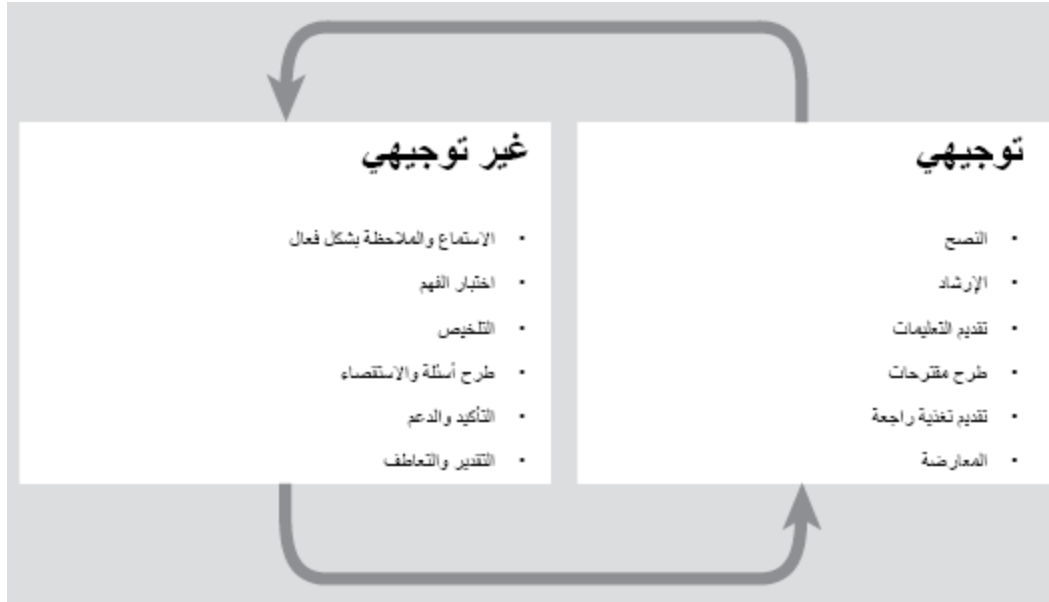 توجيهي
• النصح
• الإرشاد
• تقديم التعليمات
• طرح مقترحات
• تقديم تغذية راجعة
• المعارضة
غير توجيهي
• الاستماع والملاحظة بشكل فعال
• اختبار الفهم
• التلخيص
• طرح أسئلة والاستقصاء
• التأكيد والدعم
• التقدير والتعاطف